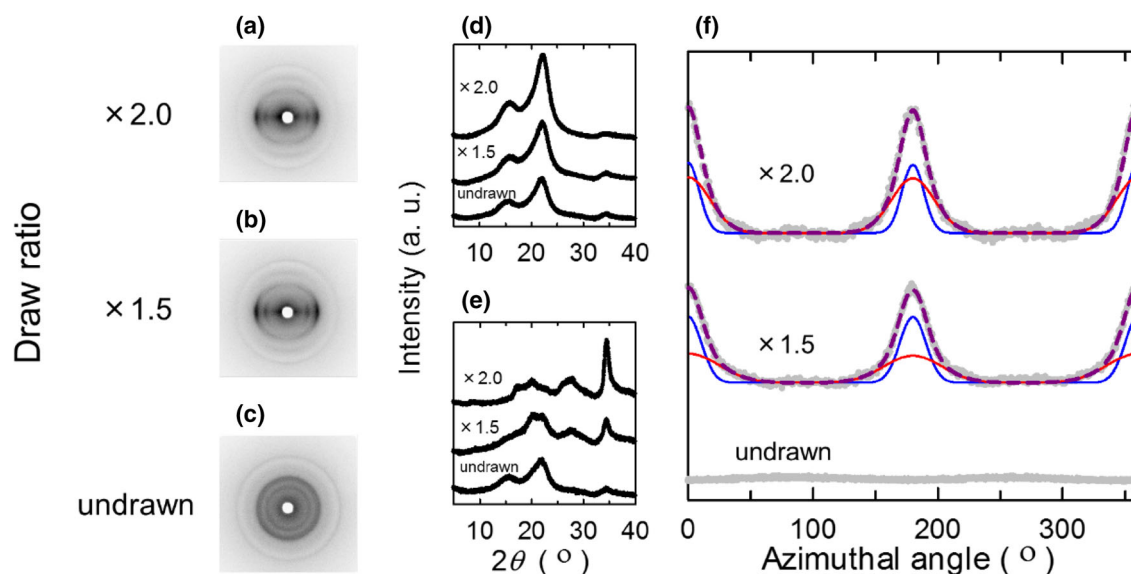 Draw ratio
(a)
× 2.0
(b)
× 1.5
(c)
undrawn
(d)
× 2.0
× 1.5
undrawn
10 20 30 40
Intensity (a. u.)
(e)
× 2.0
× 1.5
undrawn
10 20 30 40
2θ ( ° )
(f)
× 2.0
× 1.5
undrawn
0 100 200 300
Azimuthal angle ( ° )